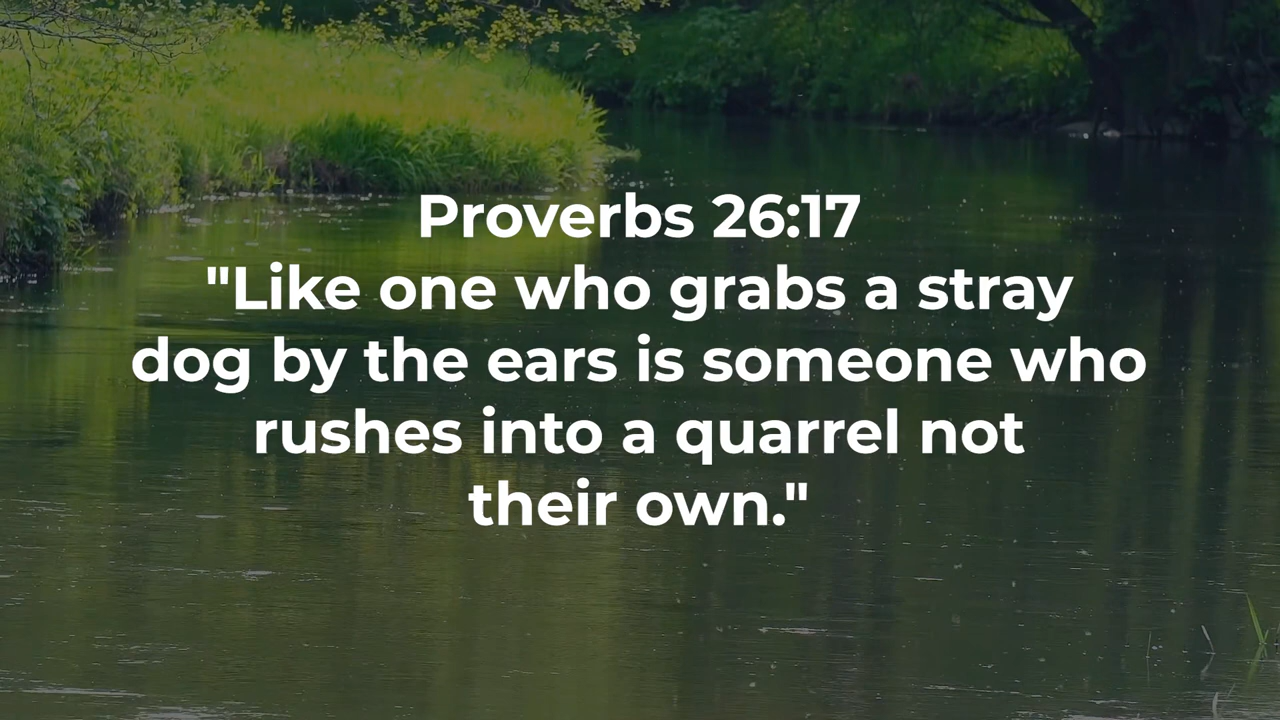 Proverbs 26:17
"Like one who grabs a stray
dog by the ears is someone who
rushes into a quarrel not
their own."